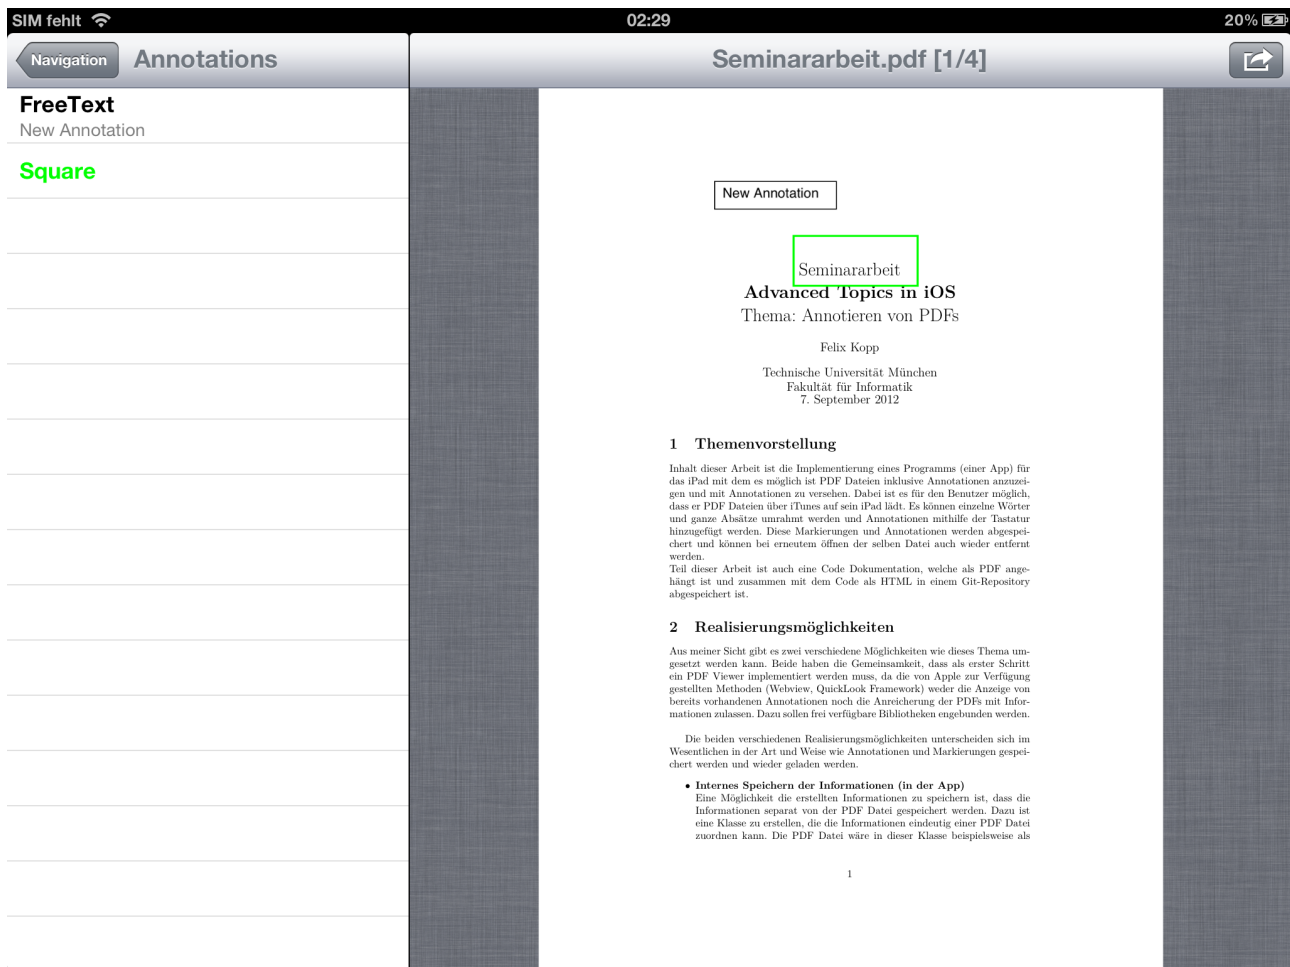 SIM fehlt
02:29
20%
Navigation
Annotations
Seminararbeit.pdf [1/4]
FreeText
New Annotation
Square
New Annotation
Seminararbeit
Advanced Topics in iOS
Thema: Annotieren von PDFs
Felix Kopp
Technische Universität München
Fakultät für Informatik
7. September 2012
1 Themenvorstellung
Inhalt dieser Arbeit ist die Implementierung eines Programms (einer App) für
das iPad mit dem es möglich ist PDF Dateien inklusive Annotationen anzuzei-
gen und mit Annotationen zu versehen. Dabei ist es für den Benutzer möglich,
dass er PDF Dateien über iTunes auf sein iPad lädt. Es können einzelne Wörter
und ganze Absätze umrahmt werden und Annotationen mithilfe der Tastatur
hinzugefügt werden. Diese Markierungen und Annotationen werden abgespei-
chert und können bei erneutem öffnen der selben Datei auch wieder entfernt
werden.
Teil dieser Arbeit ist auch eine Code Dokumentation, welche als PDF ange-
hängt ist und zusammen mit dem Code als HTML in einem Git-Repository
abgespeichert ist.
2 Realisierungsmöglichkeiten
Aus meiner Sicht gibt es zwei verschiedene Möglichkeiten wie dieses Thema um-
gesetzt werden kann. Beide haben die Gemeinsamkeit, dass als erster Schritt
ein PDF Viewer implementiert werden muss, da die von Apple zur Verfügung
gestellten Methoden (Webview, QuickLook Framework) weder die Anzeige von
bereits vorhandenen Annotationen noch die Anreicherung der PDFs mit Infor-
mationen zulassen. Dazu sollen frei verfügbare Bibliotheken engebunden werden.
Die beiden verschiedenen Realisierungsmöglichkeiten unterscheiden sich im
Wesentlichen in der Art und Weise wie Annotationen und Markierungen gespei-
chert werden und wieder geladen werden.
• Internes Speichern der Informationen (in der App)
Eine Möglichkeit die erstellten Informationen zu speichern ist, dass die
Informationen separat von der PDF Datei gespeichert werden. Dazu ist
eine Klasse zu erstellen, die die Informationen eindeutig einer PDF Datei
zuordnen kann. Die PDF Datei wäre in dieser Klasse beispielsweise als
1